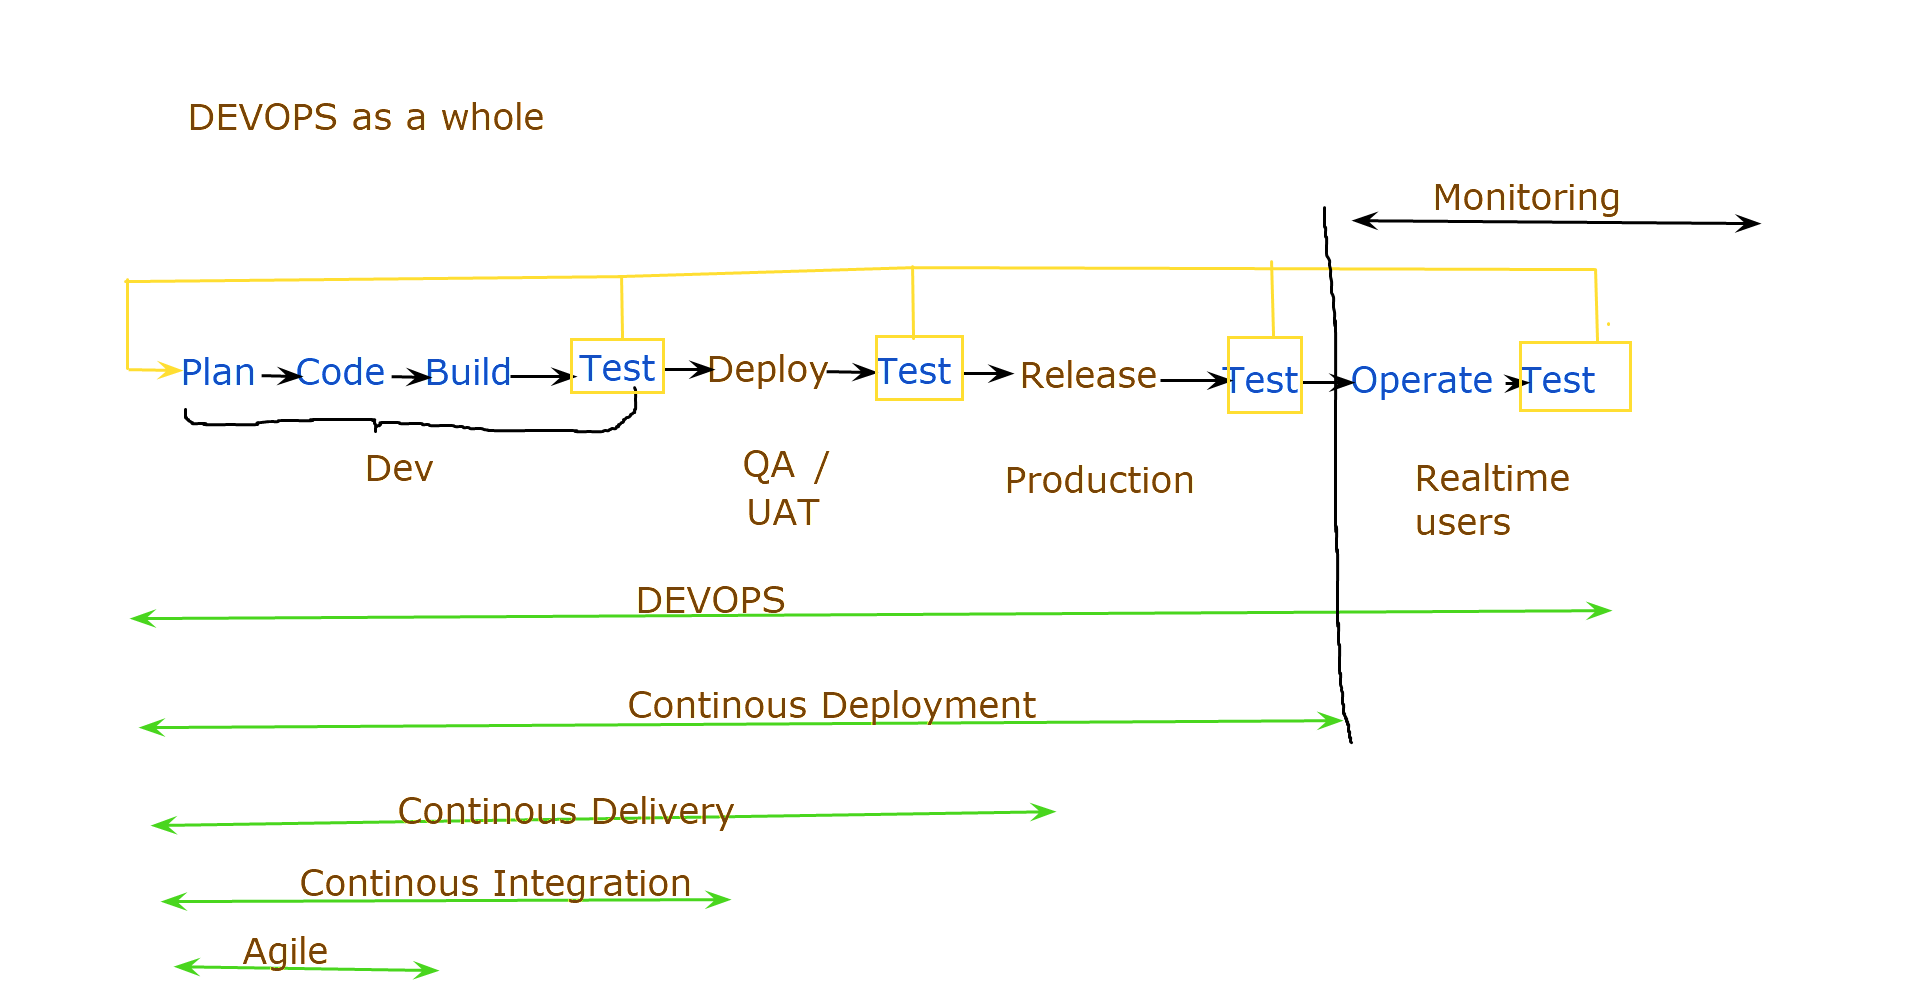 DEVOPS as a whole
Monitoring
Plan Code Build Test Deploy Test Release Test Operate Test
Dev
QA /
UAT
Production
Realtime
users
DEVOPS
Continous Deployment
Continous Delivery
Continous Integration
Agile